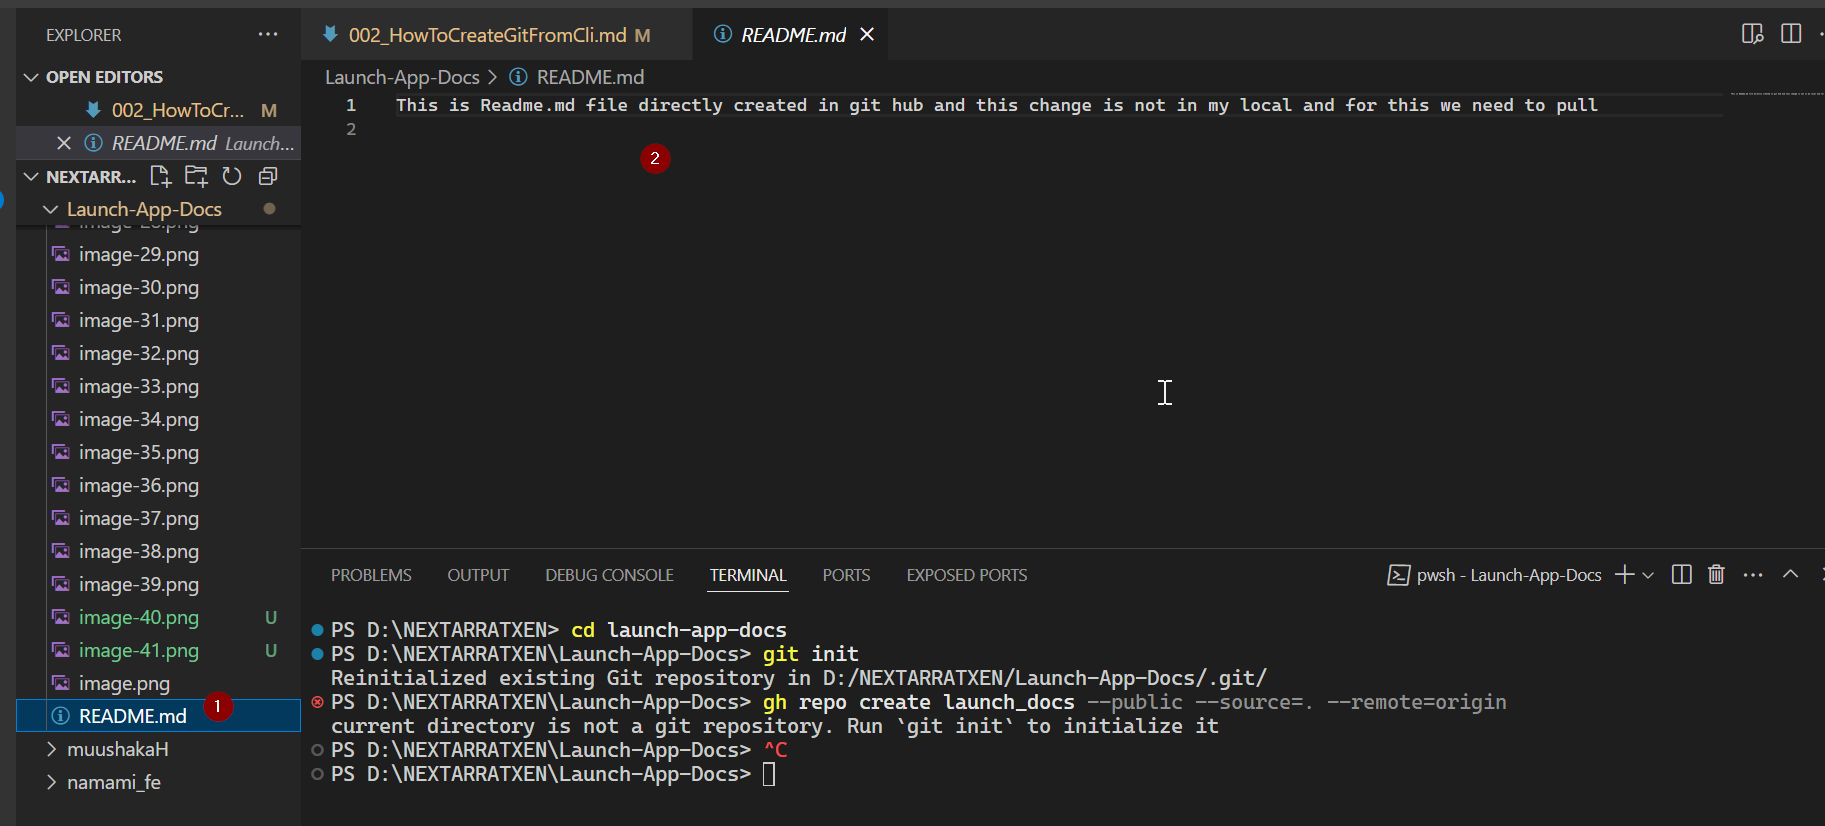 EXPLORER
OPEN EDITORS
002_HowToCr... M
README.md Launch...
NEXTARR...
Launch-App-Docs
image-29.png
image-30.png
image-31.png
image-32.png
image-33.png
image-34.png
image-35.png
image-36.png
image-37.png
image-38.png
image-39.png
image-40.png U
image-41.png U
image.png
README.md 1
muushakaH
namami_fe
002_HowToCreateGitFromCli.md M
README.md
Launch-App-Docs > README.md
1 This is Readme.md file directly created in git hub and this change is not in my local and for this we need to pull
2
2
PROBLEMS OUTPUT DEBUG CONSOLE TERMINAL PORTS EXPOSED PORTS
pwsh - Launch-App-Docs
PS D:\NEXTARRATXEN> cd launch-app-docs
PS D:\NEXTARRATXEN\Launch-App-Docs> git init
Reinitialized existing Git repository in D:/NEXTARRATXEN/Launch-App-Docs/.git/
PS D:\NEXTARRATXEN\Launch-App-Docs> gh repo create launch_docs --public --source=. --remote=origin
current directory is not a git repository. Run `git init` to initialize it
PS D:\NEXTARRATXEN\Launch-App-Docs> ^C
PS D:\NEXTARRATXEN\Launch-App-Docs>